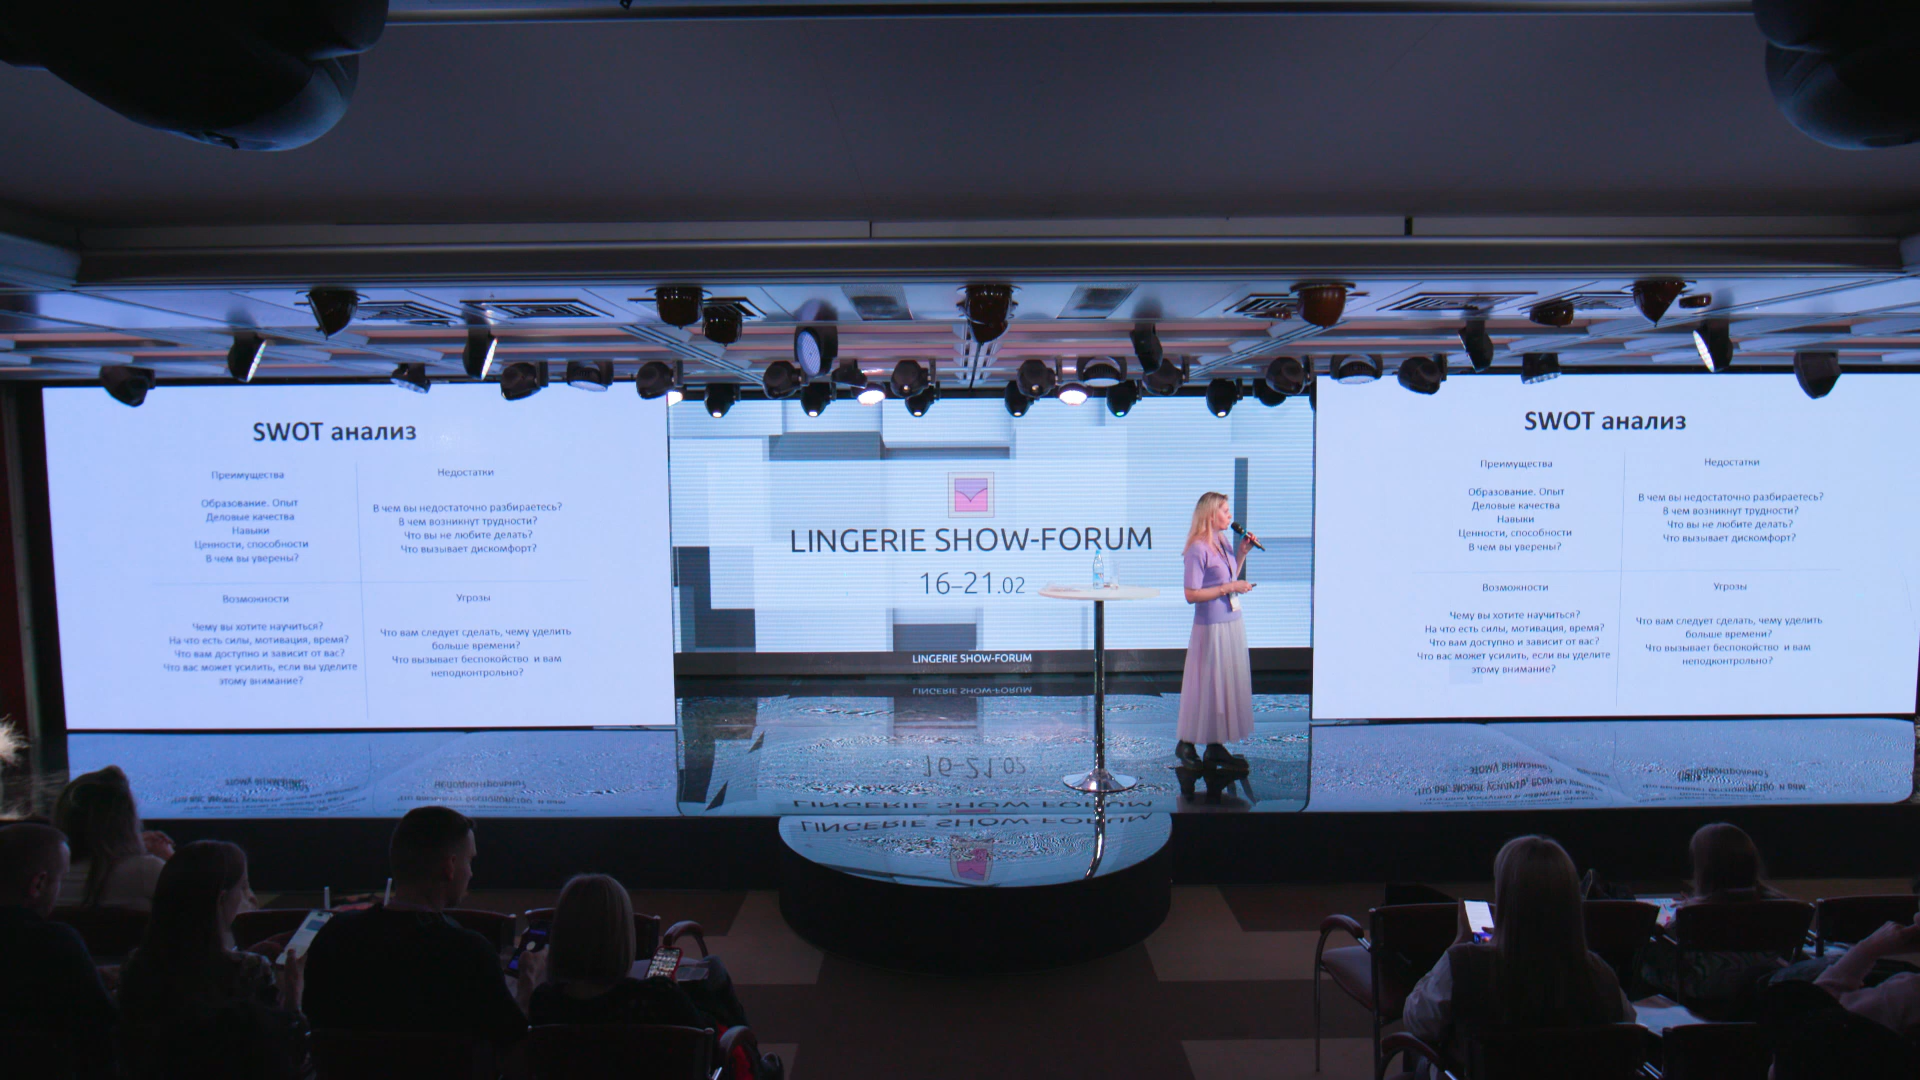 SWOT анализ
Преимущества
Образование. Опыт
Деловые качества
Навыки
Ценности, способности
В чем вы уверены?
Недостатки
В чем вы недостаточно разбираетесь?
В чем возникнут трудности?
Что вы не любите делать?
Что вызывает дискомфорт?
Возможности
Чему вы хотите научиться?
На что есть силы, мотивация, время?
Что вам доступно и зависит от вас?
Что вас может усилить, если вы уделите
этому внимание?
Угрозы
Что вам следует сделать, чему уделить
больше времени?
Что вызывает беспокойство и вам
неподконтрольно?
LINGERIE SHOW-FORUM
16–21.02
LINGERIE SHOW-FORUM
SWOT анализ
Преимущества
Образование. Опыт
Деловые качества
Навыки
Ценности, способности
В чем вы уверены?
Недостатки
В чем вы недостаточно разбираетесь?
В чем возникнут трудности?
Что вы не любите делать?
Что вызывает дискомфорт?
Возможности
Чему вы хотите научиться?
На что есть силы, мотивация, время?
Что вам доступно и зависит от вас?
Что вас может усилить, если вы уделите
этому внимание?
Угрозы
Что вам следует сделать, чему уделить
больше времени?
Что вызывает беспокойство и вам
неподконтрольно?